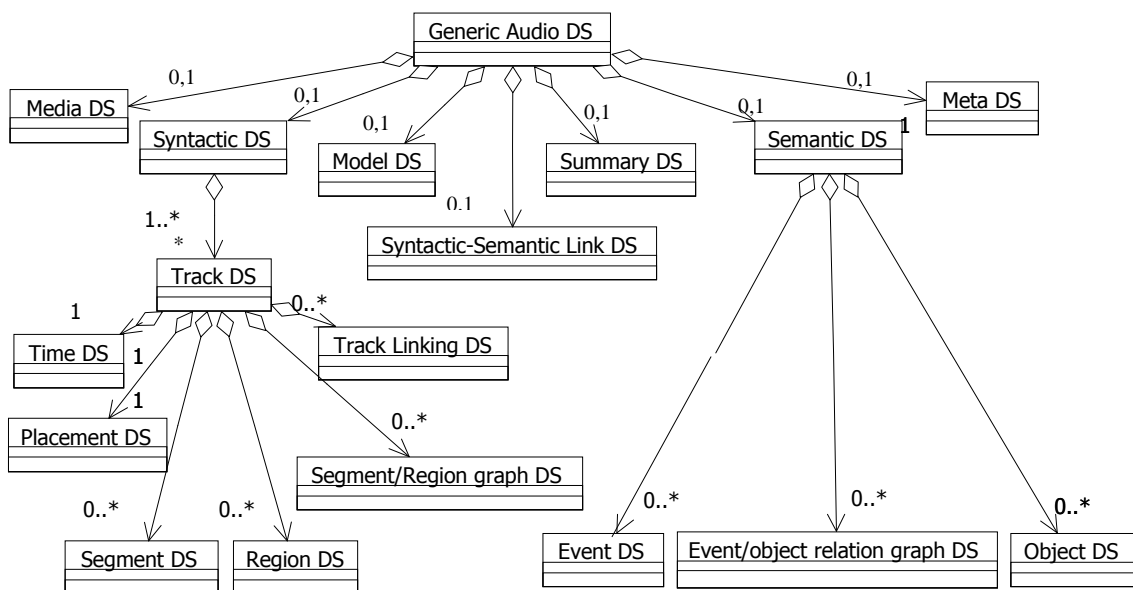 Generic Audio DS
0,1
0,1
0,1
0,1
0,1
0,1
0,1
Media DS
Meta DS
1
Syntactic DS
Model DS
Summary DS
Semantic DS
1..*
*
Syntactic-Semantic Link DS
Track DS
1
0..*
Time DS
1
Track Linking DS
1
Placement DS
0..*
Segment/Region graph DS
0..*
0..*
0..*
0..*
0..*
Segment DS
Region DS
Event DS
Event/object relation graph DS
Object DS